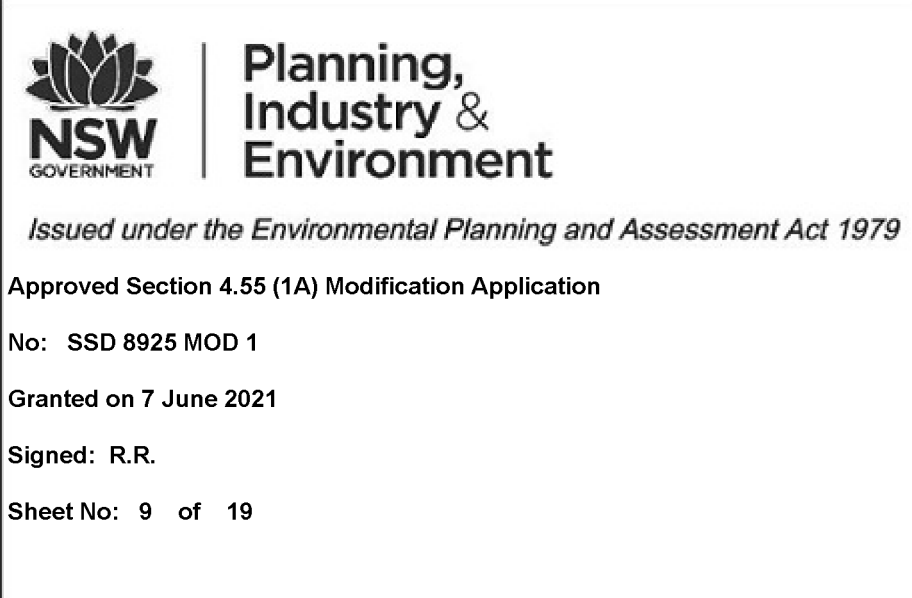 NSW
GOVERNMENT
Planning,
Industry &
Environment
Issued under the Environmental Planning and Assessment Act 1979
Approved Section 4.55 (1A) Modification Application
No: SSD 8925 MOD 1
Granted on 7 June 2021
Signed: R.R.
Sheet No: 9 of 19